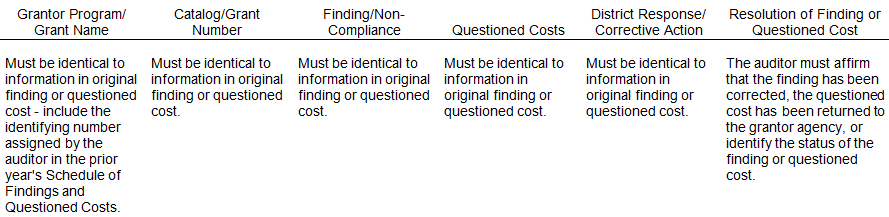 Grantor Program/
Grant Name
Catalog/Grant
Number
Finding/Non-
Compliance
Questioned Costs
District Response/
Corrective Action
Resolution of Finding or
Questioned Cost
Must be identical to
information in original
finding or questioned
cost - include the
identifying number
assigned by the
auditor in the prior
year's Schedule of
Findings and
Questioned Costs.
Must be identical to
information in original
finding or questioned
cost.
Must be identical to
information in original
finding or questioned
cost.
Must be identical to
information in
original finding or
questioned cost.
Must be identical to
information in
original finding or
questioned cost.
The auditor must affirm
that the finding has been
corrected, the questioned
cost has been returned to
the grantor agency, or
identify the status of the
finding or questioned
cost.